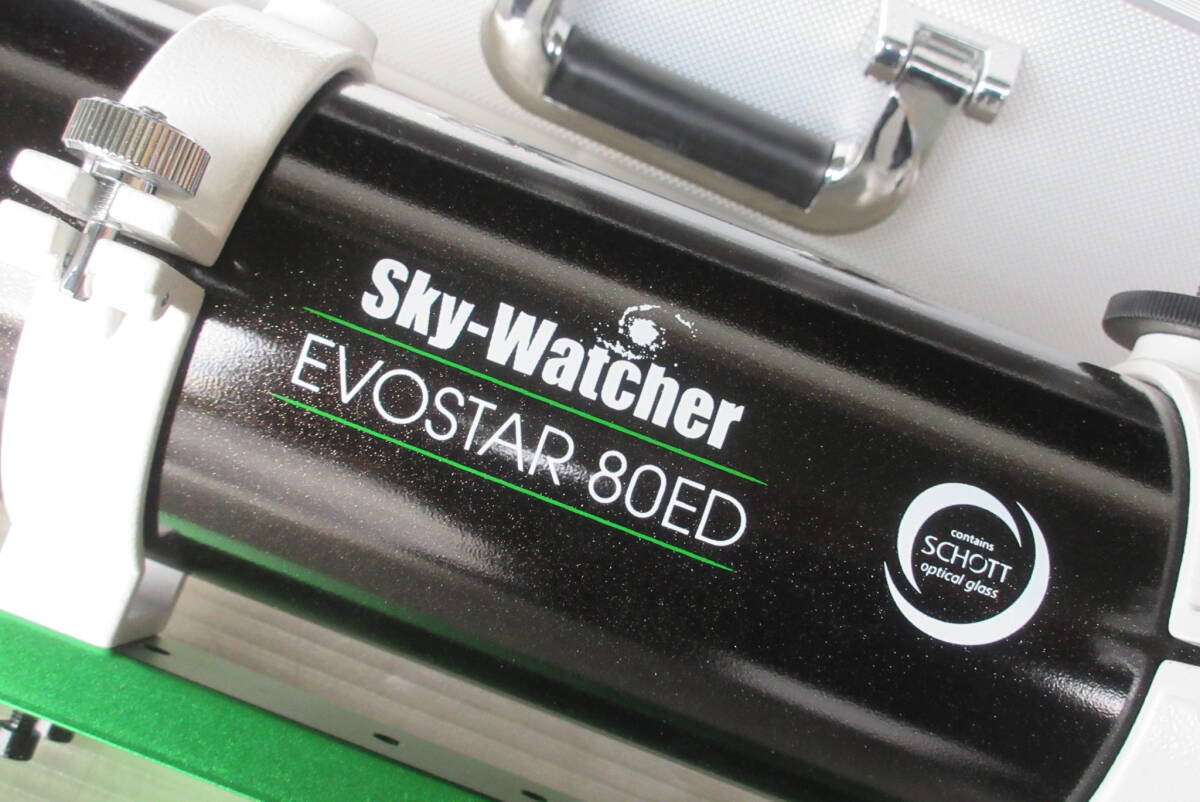 Sky-Watcher
EVOSTAR 80ED
contains
SCHOTT
optical glass